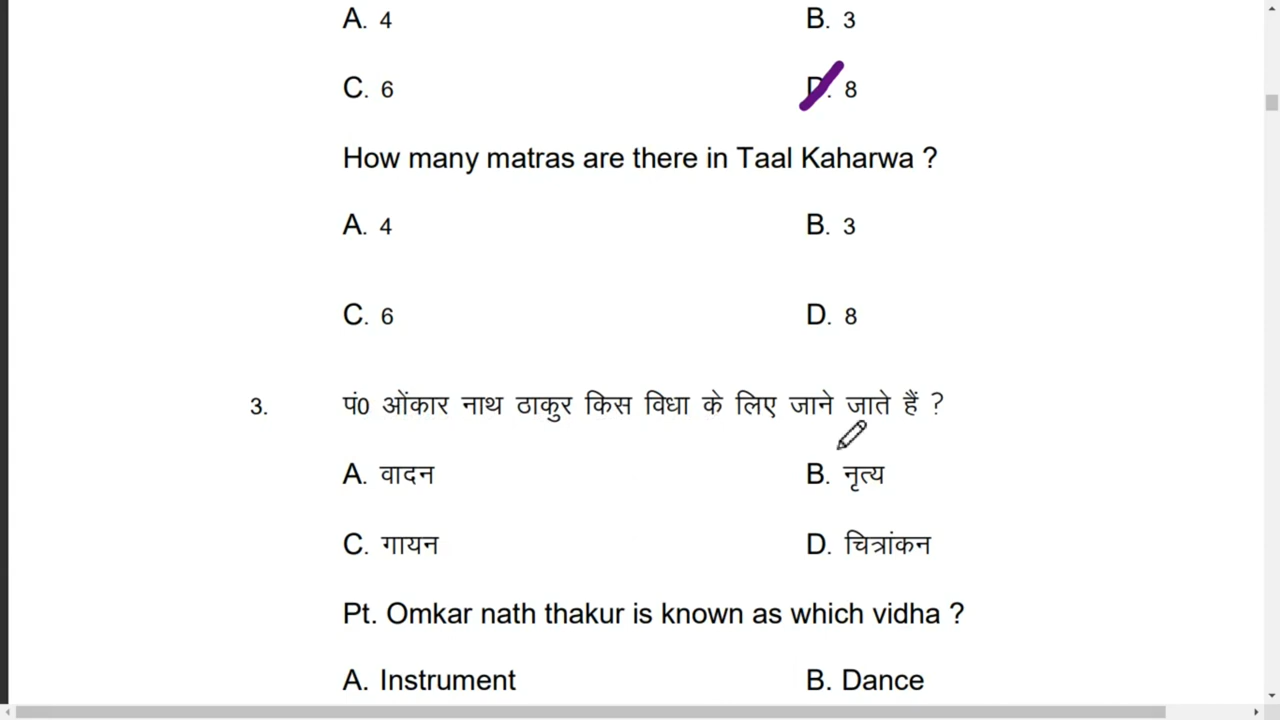 A. 4 B. 3
C. 6 D. 8
How many matras are there in Taal Kaharwa ?
A. 4 B. 3
C. 6 D. 8
3. पं0 ओंकार नाथ ठाकुर किस विधा के लिए जाने जाते हैं ?
A. वादन B. नृत्य
C. गायन D. चित्रांकन
Pt. Omkar nath thakur is known as which vidha ?
A. Instrument B. Dance